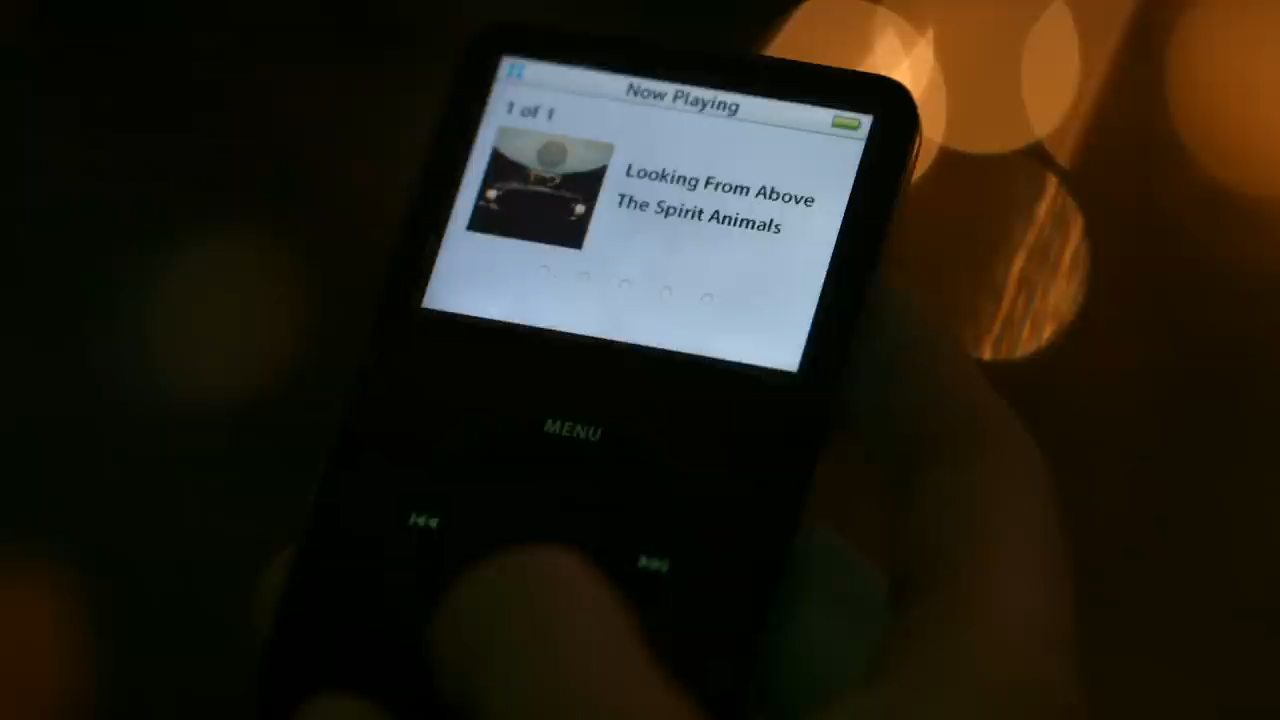 Now Playing
1 of 1
Looking From Above
The Spirit Animals
MENU